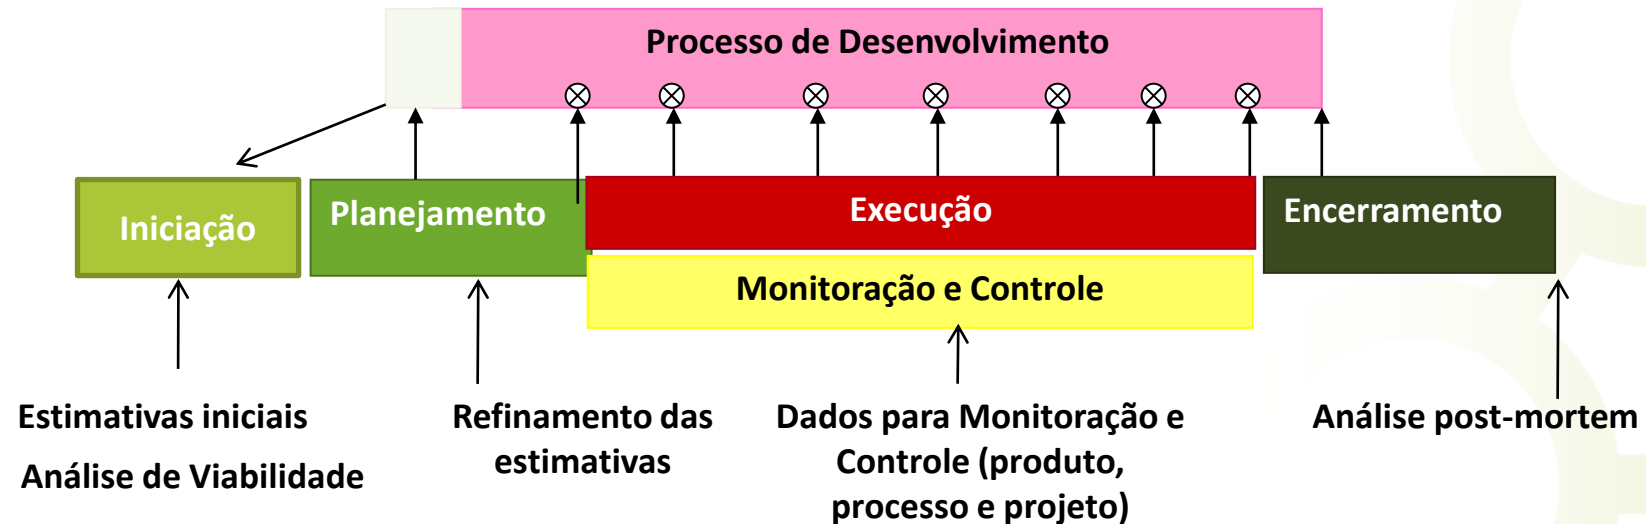 Processo de Desenvolvimento
Iniciação
Planejamento
Execução
Encerramento
Monitoração e Controle
Estimativas iniciais
Análise de Viabilidade
Refinamento das
estimativas
Dados para Monitoração e
Controle (produto,
processo e projeto)
Análise post-mortem